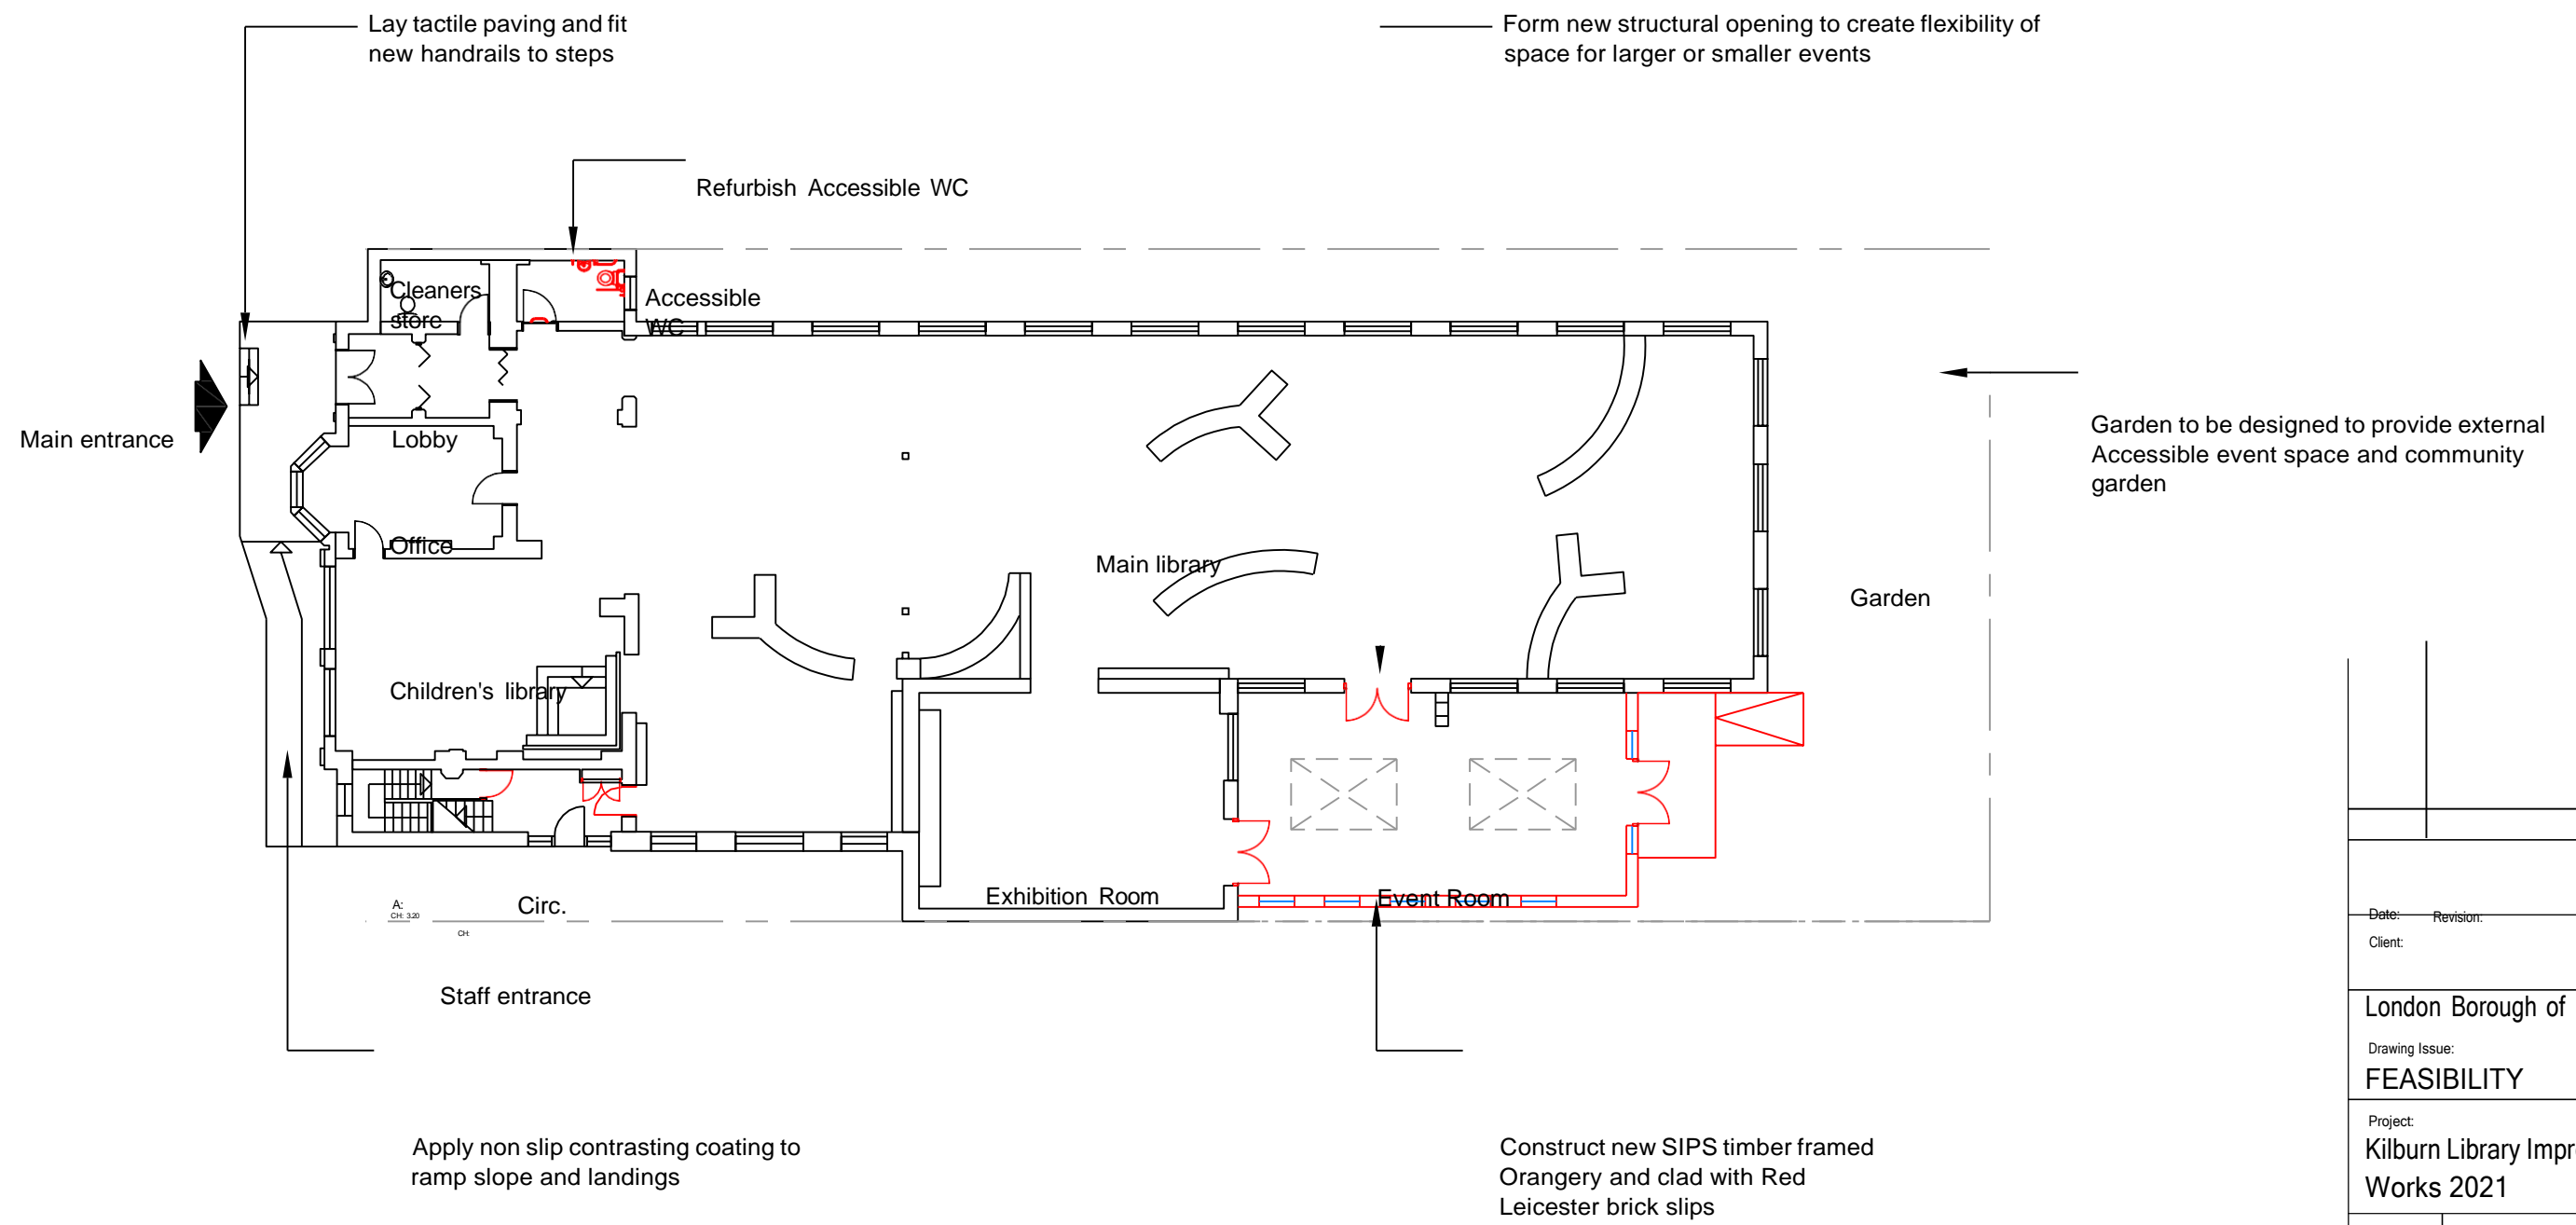 Lay tactile paving and fit
new handrails to steps
Form new structural opening to create flexibility of
space for larger or smaller events
Refurbish Accessible WC
Cleaners
store
Accessible
WC
Main entrance
Lobby
Garden to be designed to provide external
Accessible event space and community
garden
Office
Main library
Garden
Children's library
Exhibition Room
Event Room
Circ.
A:
CH: 3.20
CH:
Staff entrance
Apply non slip contrasting coating to
ramp slope and landings
Construct new SIPS timber framed
Orangery and clad with Red
Leicester brick slips
Date: Revision:
Client:
London Borough of
Drawing Issue:
FEASIBILITY
Project:
Kilburn Library Impr
Works 2021